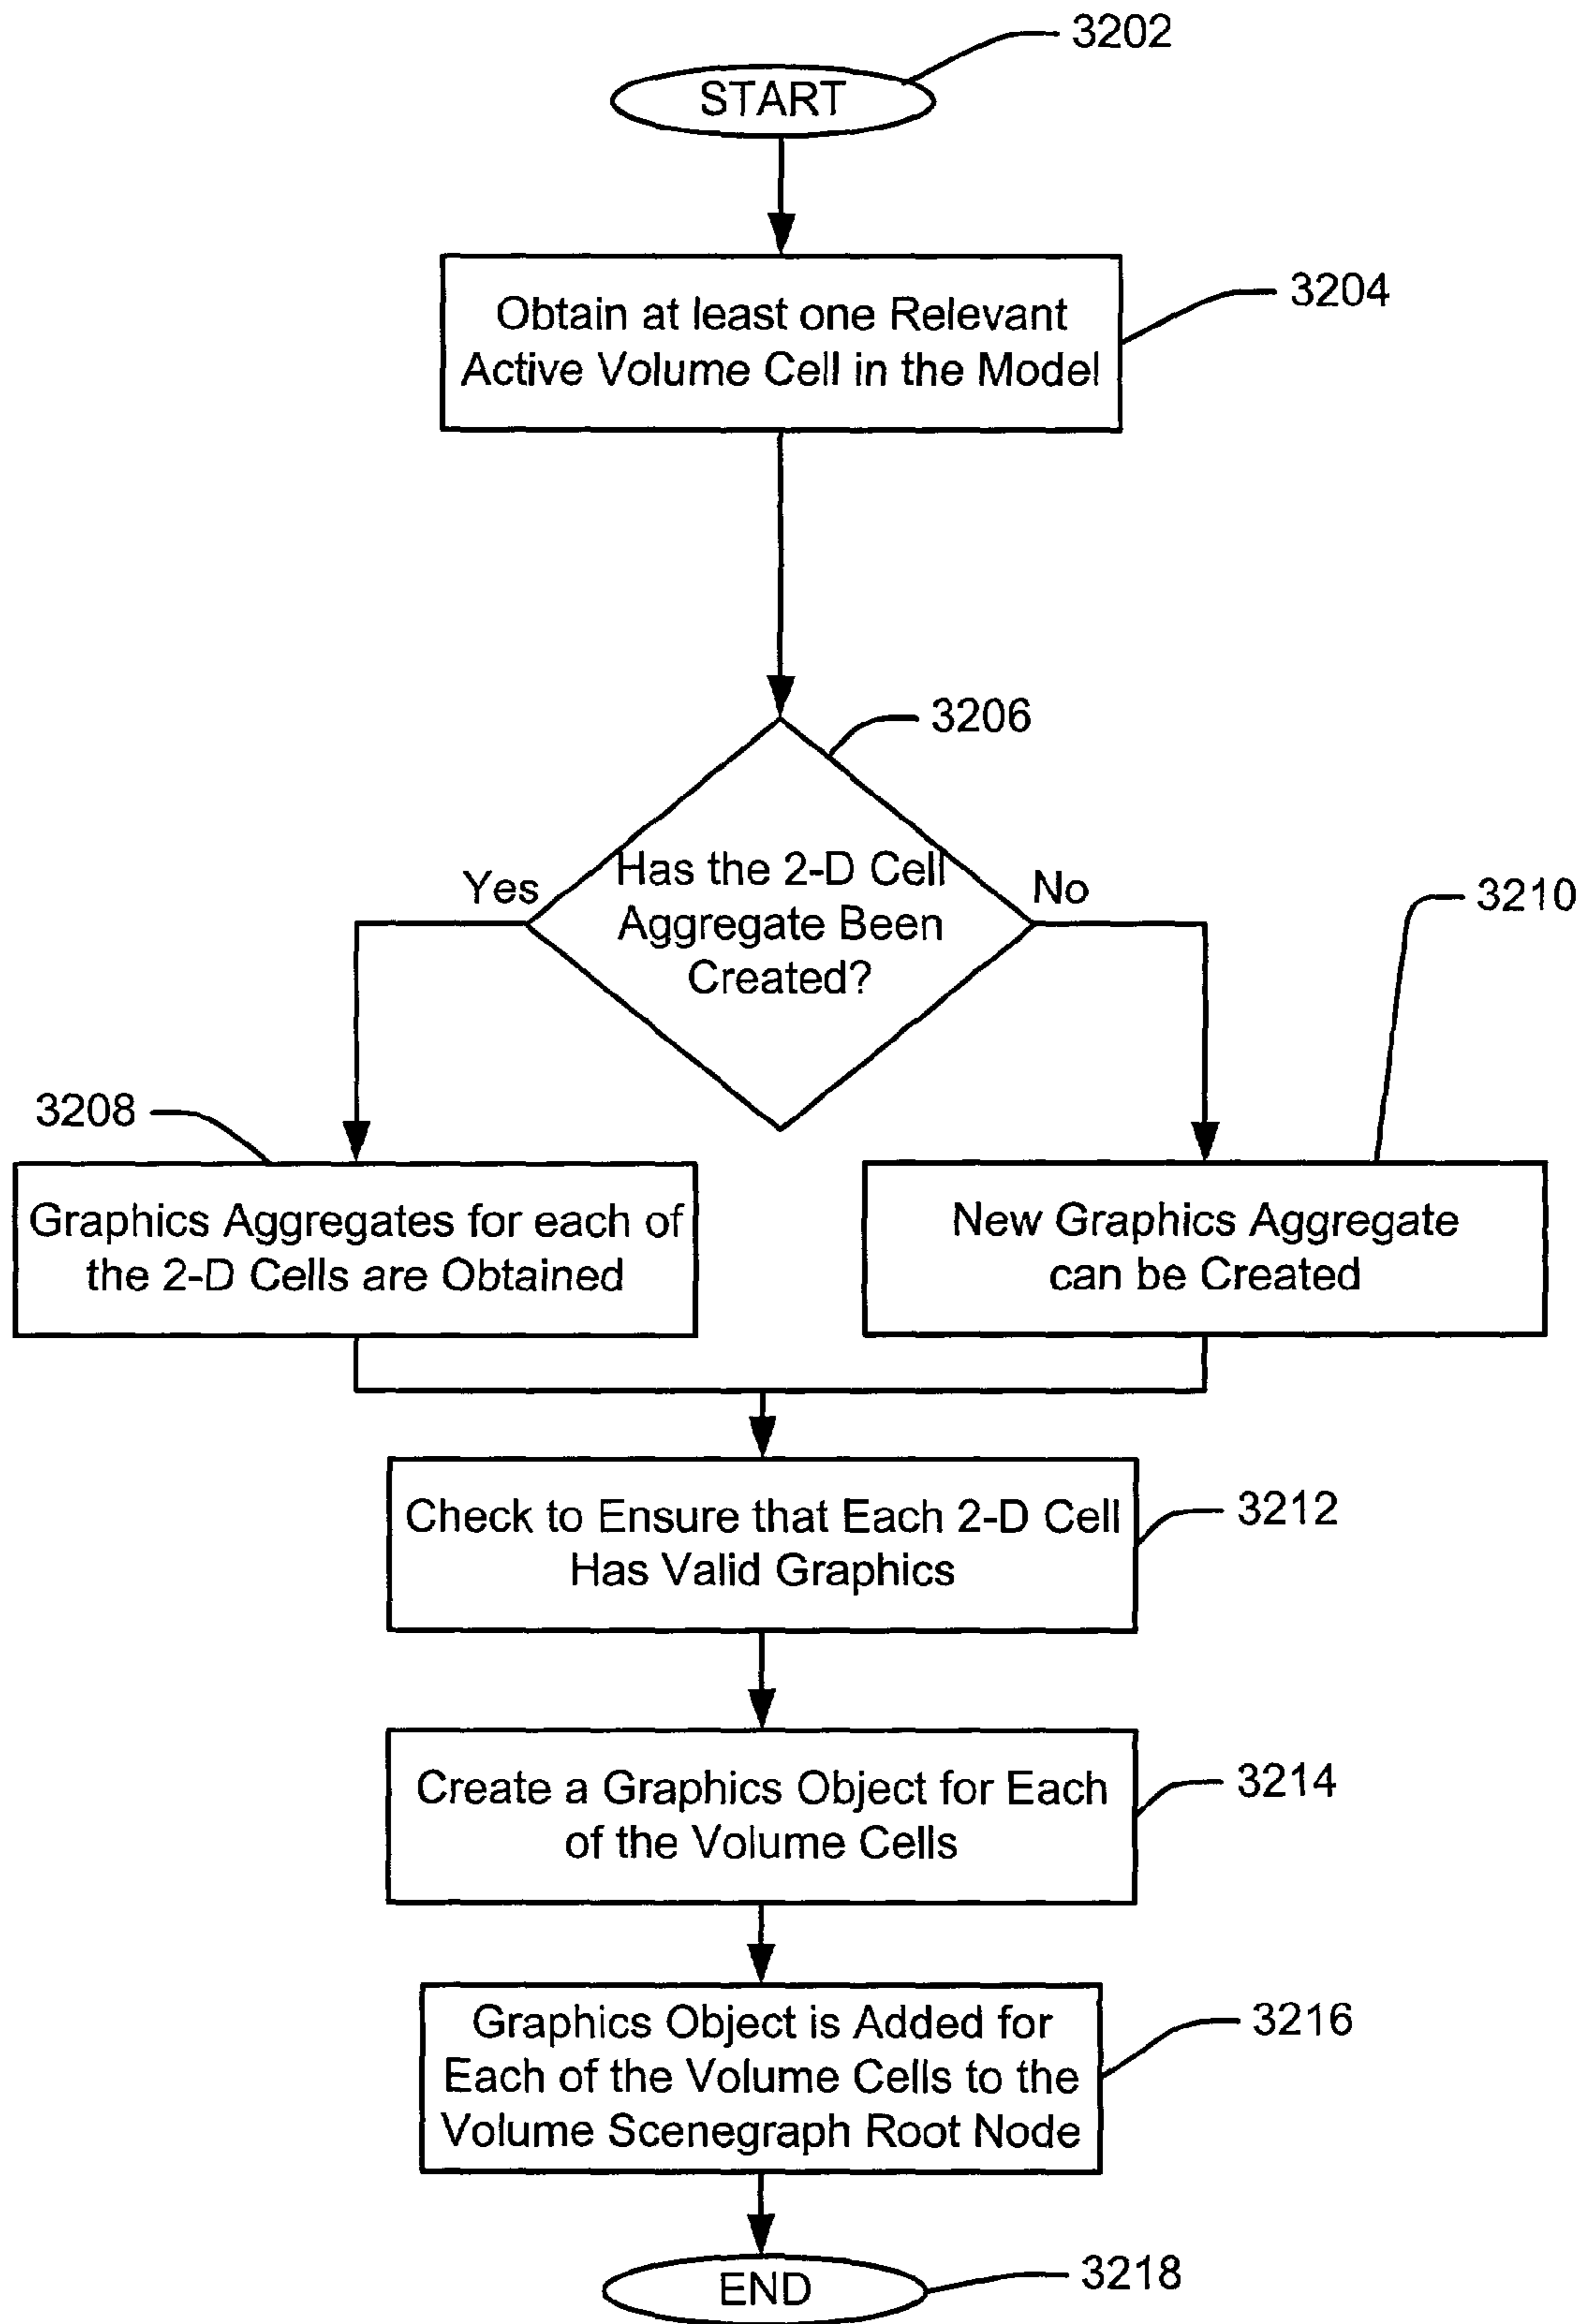 3202
START
3204
Obtain at least one Relevant
Active Volume Cell in the Model
3206
Yes
Has the 2-D Cell
Aggregate Been
Created?
No
3210
3208
Graphics Aggregates for each of
the 2-D Cells are Obtained
New Graphics Aggregate
can be Created
Check to Ensure that Each 2-D Cell
Has Valid Graphics
3212
Create a Graphics Object for Each
of the Volume Cells
3214
Graphics Object is Added for
Each of the Volume Cells to the
Volume Scenegraph Root Node
3216
END
3218